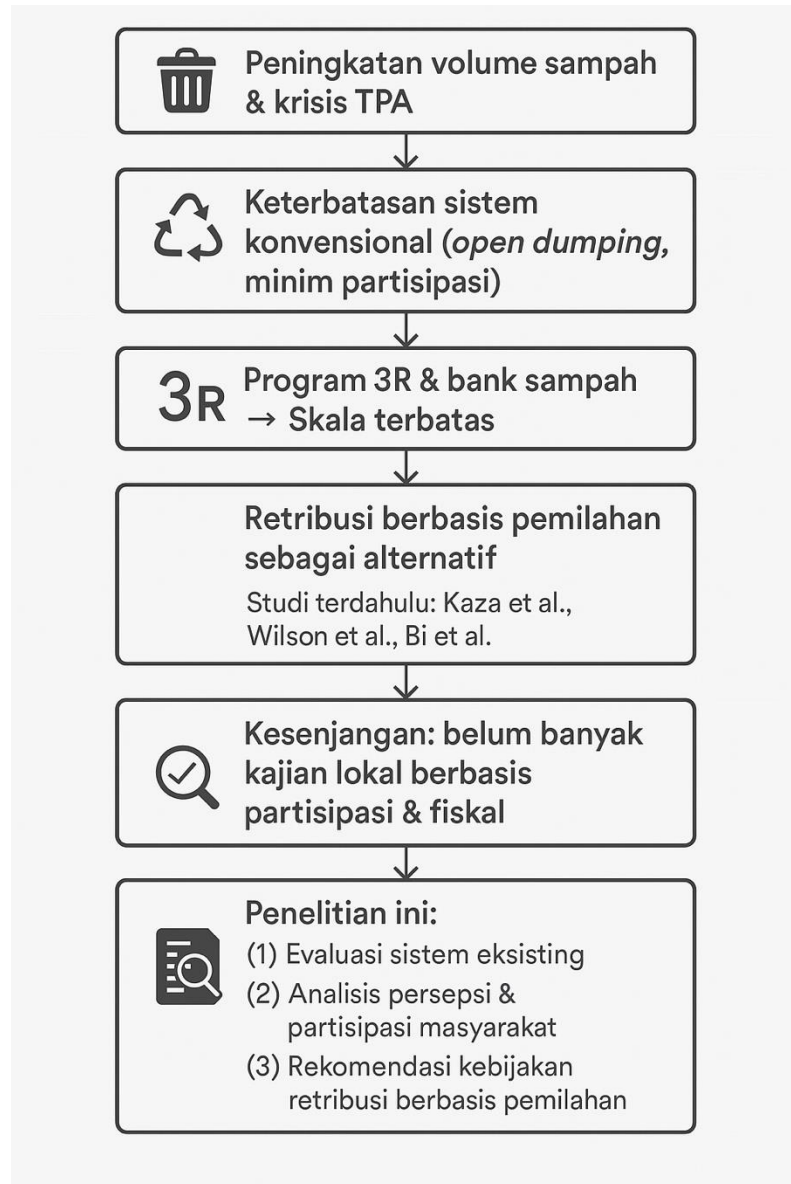 Peningkatan volume sampah
& krisis TPA
Keterbatasan sistem
konvensional (open dumping,
minim partisipasi)
3R
Program 3R & bank sampah
→ Skala terbatas
Retribusi berbasis pemilahan
sebagai alternatif
Studi terdahulu: Kaza et al.,
Wilson et al., Bi et al.
Kesenjangan: belum banyak
kajian lokal berbasis
partisipasi & fiskal
Penelitian ini:
(1) Evaluasi sistem eksisting
(2) Analisis persepsi &
partisipasi masyarakat
(3) Rekomendasi kebijakan
retribusi berbasis pemilahan